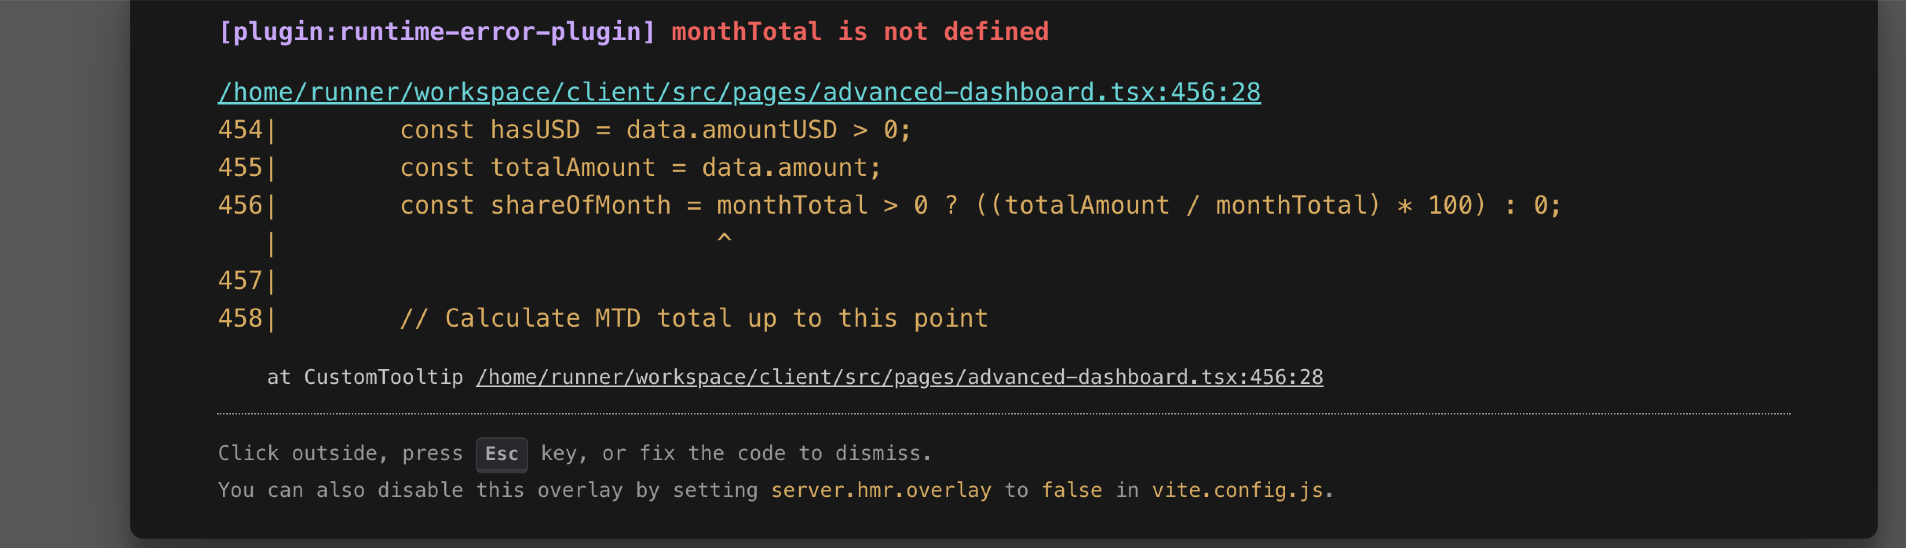 [plugin:runtime-error-plugin] monthTotal is not defined
/home/runner/workspace/client/src/pages/advanced-dashboard.tsx:456:28
454|        const hasUSD = data.amountUSD > 0;
455|        const totalAmount = data.amount;
456|        const shareOfMonth = monthTotal > 0 ? ((totalAmount / monthTotal) * 100) : 0;
   |                             ^
457|
458|        // Calculate MTD total up to this point
at CustomTooltip /home/runner/workspace/client/src/pages/advanced-dashboard.tsx:456:28
Click outside, press Esc key, or fix the code to dismiss.
You can also disable this overlay by setting server.hmr.overlay to false in vite.config.js.